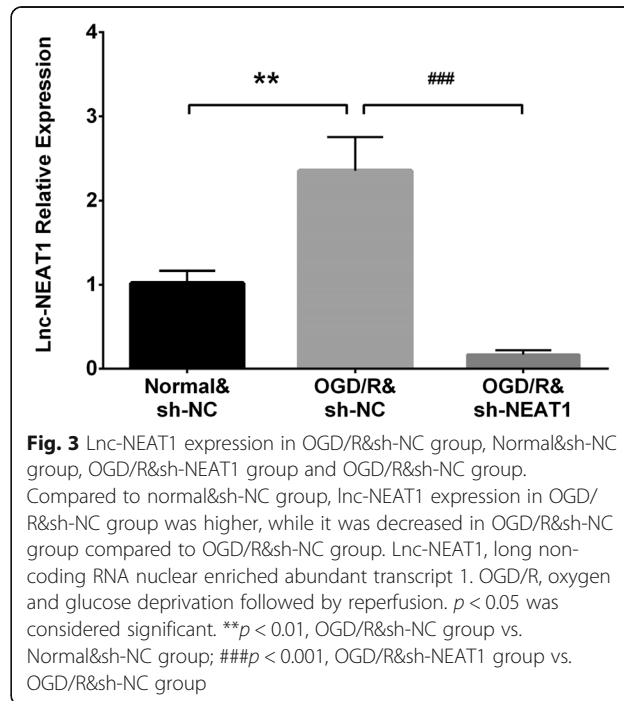 4
**
###
3
2
1
0
Lnc-NEAT1 Relative Expression
Normal&
sh-NC
OGD/R&
sh-NC
OGD/R&
sh-NEAT1
Fig. 3 Lnc-NEAT1 expression in OGD/R&sh-NC group, Normal&sh-NC
group, OGD/R&sh-NEAT1 group and OGD/R&sh-NC group.
Compared to normal&sh-NC group, lnc-NEAT1 expression in OGD/
R&sh-NC group was higher, while it was decreased in OGD/R&sh-NC
group compared to OGD/R&sh-NC group. Lnc-NEAT1, long non-
coding RNA nuclear enriched abundant transcript 1. OGD/R, oxygen
and glucose deprivation followed by reperfusion. p < 0.05 was
considered significant. **p < 0.01, OGD/R&sh-NC group vs.
Normal&sh-NC group; ###p < 0.001, OGD/R&sh-NEAT1 group vs.
OGD/R&sh-NC group